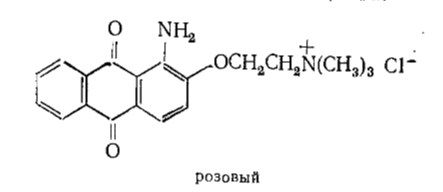 O NH₂
OCH₂CH₂N(CH₃)₃ Cl⁻
+
O
розовый